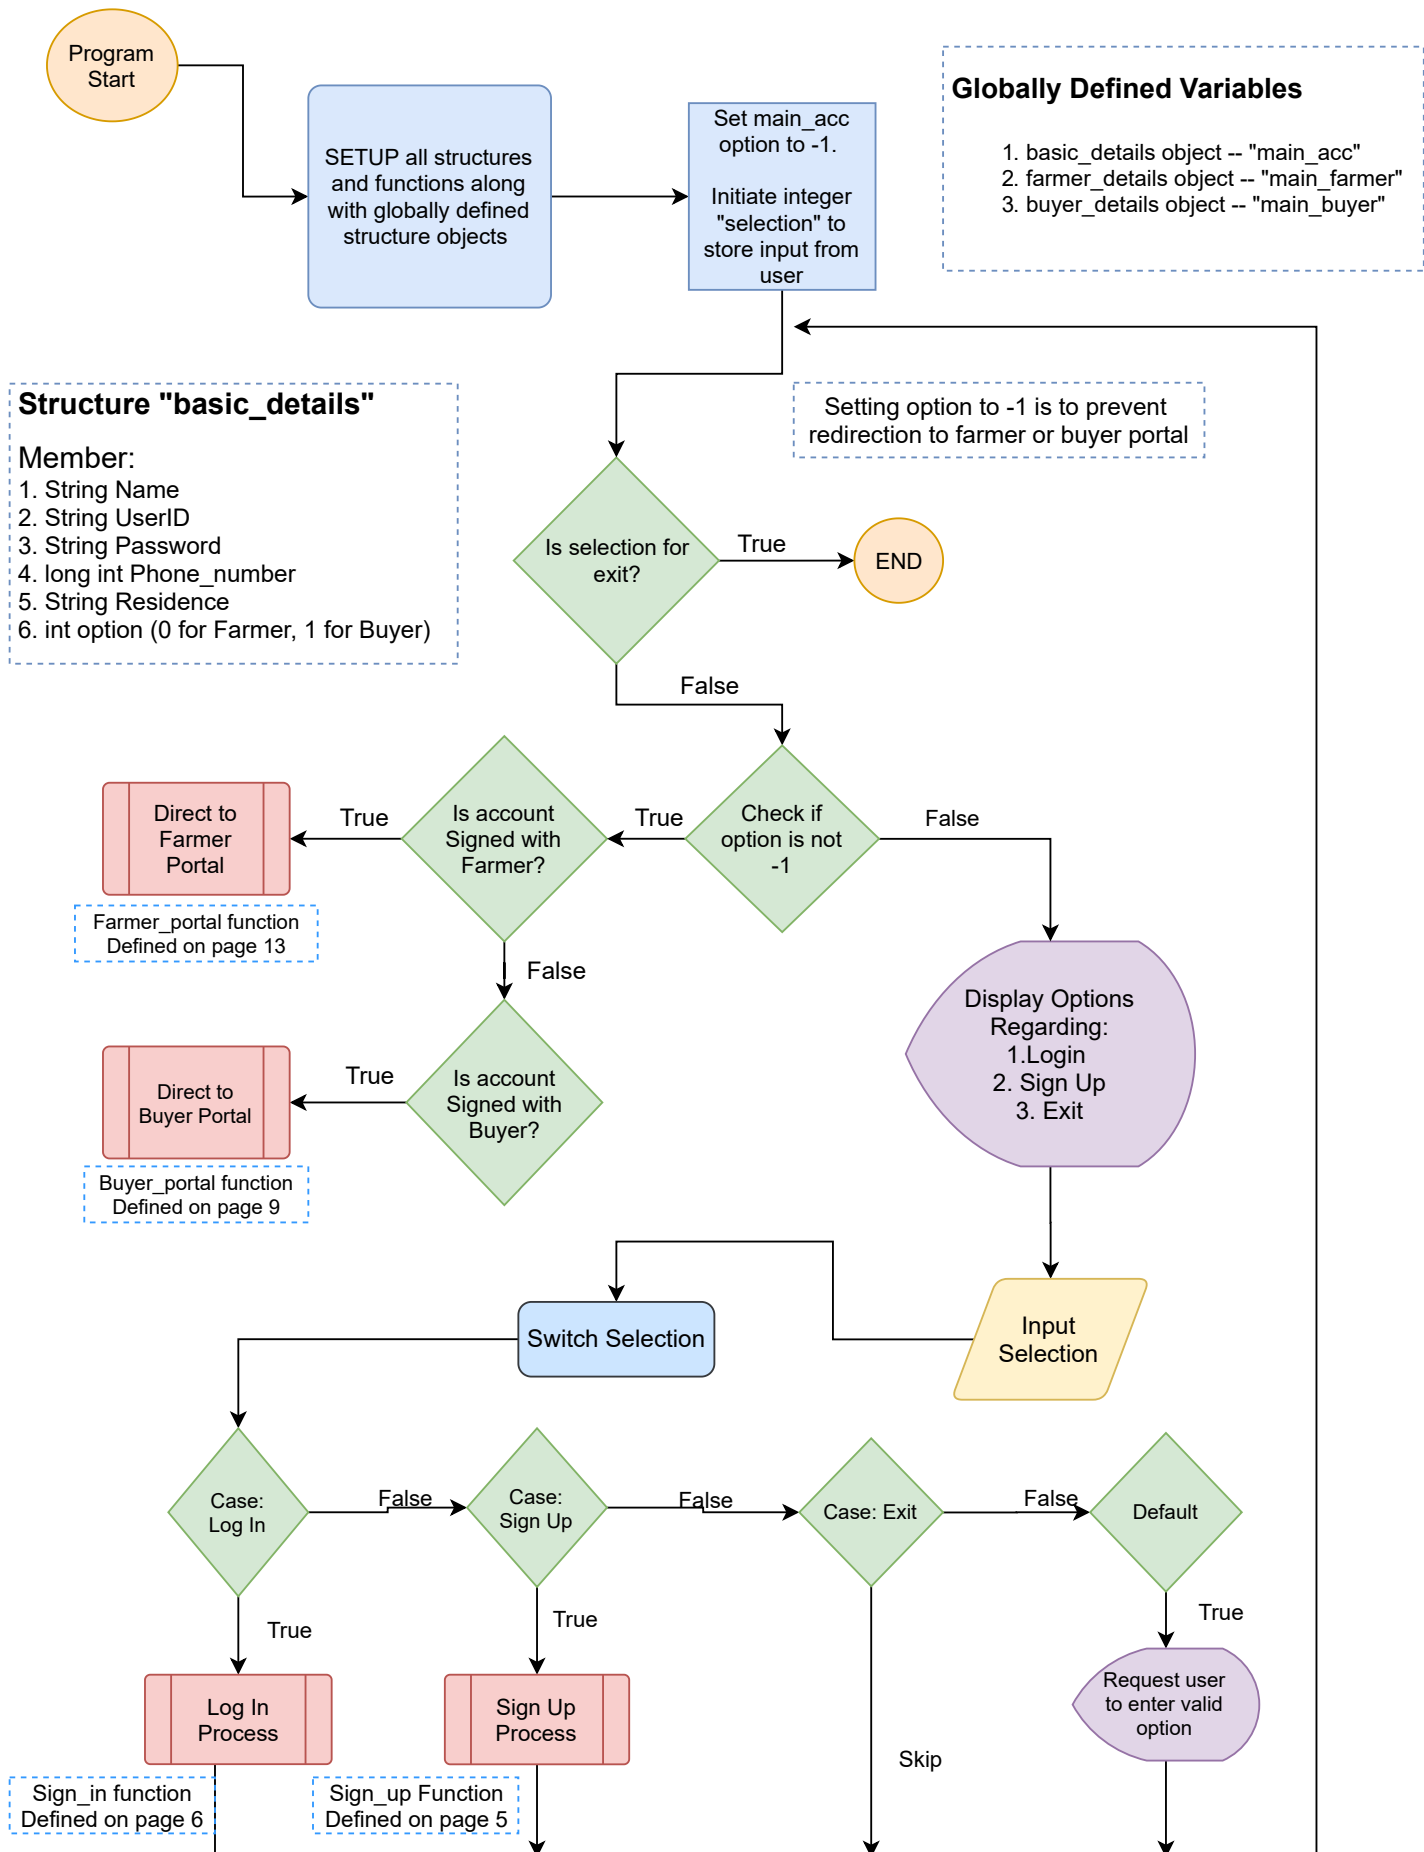 Program
Start
SETUP all structures
and functions along
with globally defined
structure objects
Set main_acc
option to -1.
Initiate integer
"selection" to
store input from
user
Globally Defined Variables
1. basic_details object -- "main_acc"
2. farmer_details object -- "main_farmer"
3. buyer_details object -- "main_buyer"
Structure "basic_details"
Member:
1. String Name
2. String UserID
3. String Password
4. long int Phone_number
5. String Residence
6. int option (0 for Farmer, 1 for Buyer)
Setting option to -1 is to prevent
redirection to farmer or buyer portal
Is selection for
exit?
True
END
False
Check if
option is not
-1
True
False
Is account
Signed with
Farmer?
True
Direct to
Farmer
Portal
Farmer_portal function
Defined on page 13
False
Is account
Signed with
Buyer?
True
Direct to
Buyer Portal
Buyer_portal function
Defined on page 9
Display Options
Regarding:
1.Login
2. Sign Up
3. Exit
Input
Selection
Switch Selection
Case:
Log In
False
Case:
Sign Up
False
Case: Exit
False
Default
True
True
True
Log In
Process
Sign Up
Process
Request user
to enter valid
option
Skip
Sign_in function
Defined on page 6
Sign_up Function
Defined on page 5